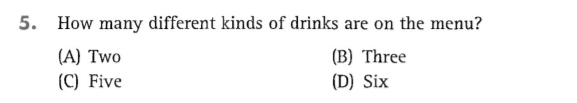 5. How many different kinds of drinks are on the menu?
(A) Two (B) Three
(C) Five (D) Six